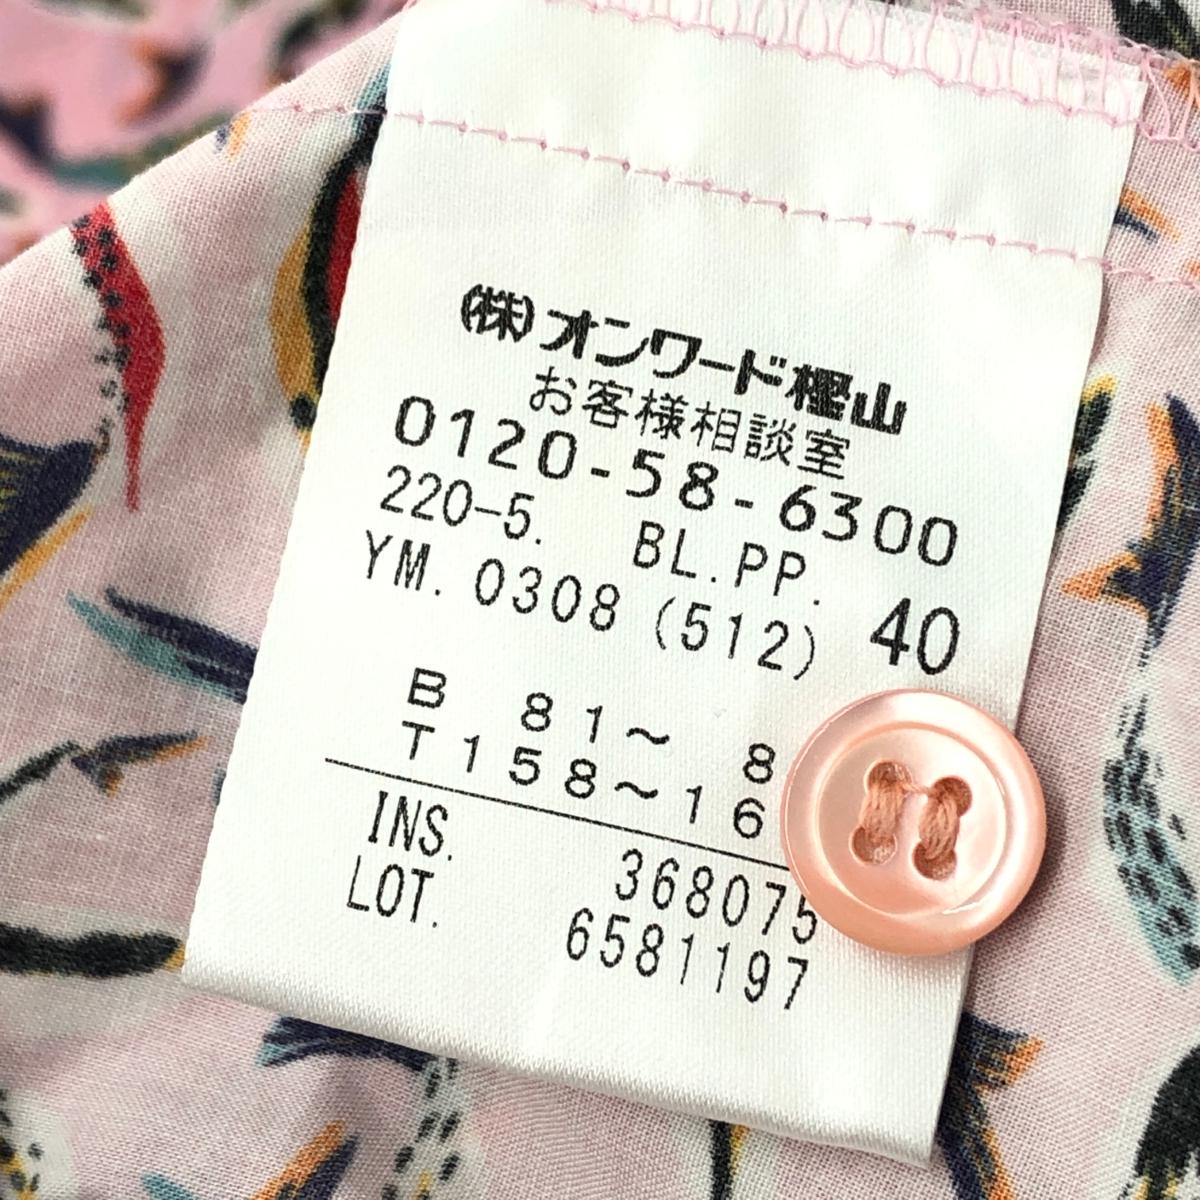 (株)オンワード樫山
お客様相談室
0120-58-6300
220-5. BL.PP.
YM. 0308 (512) 40
B 81〜 8
T158〜16
INS. 368075
LOT. 6581197